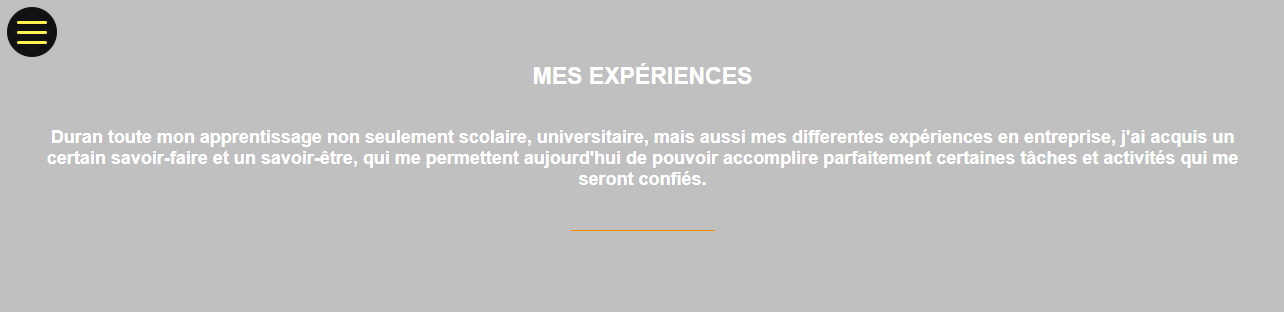 MES EXPÉRIENCES
Duran toute mon apprentissage non seulement scolaire, universitaire, mais aussi mes differentes expériences en entreprise, j'ai acquis un
certain savoir-faire et un savoir-être, qui me permettent aujourd'hui de pouvoir accomplire parfaitement certaines tâches et activités qui me
seront confiés.